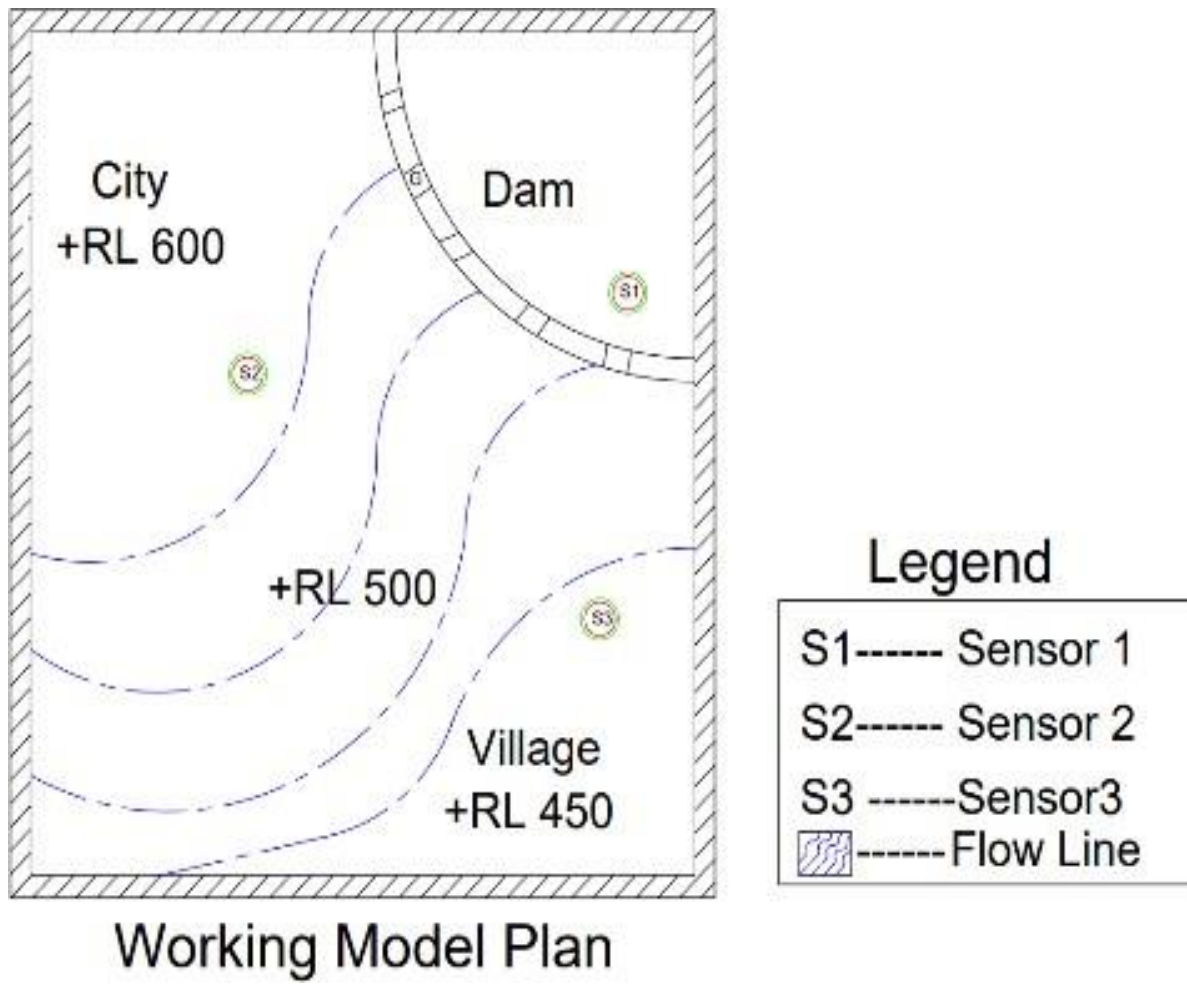 City
+RL 600
Dam
S1
S2
+RL 500
S3
Village
+RL 450
Working Model Plan
Legend
S1------ Sensor 1
S2------ Sensor 2
S3 ------Sensor3
------Flow Line